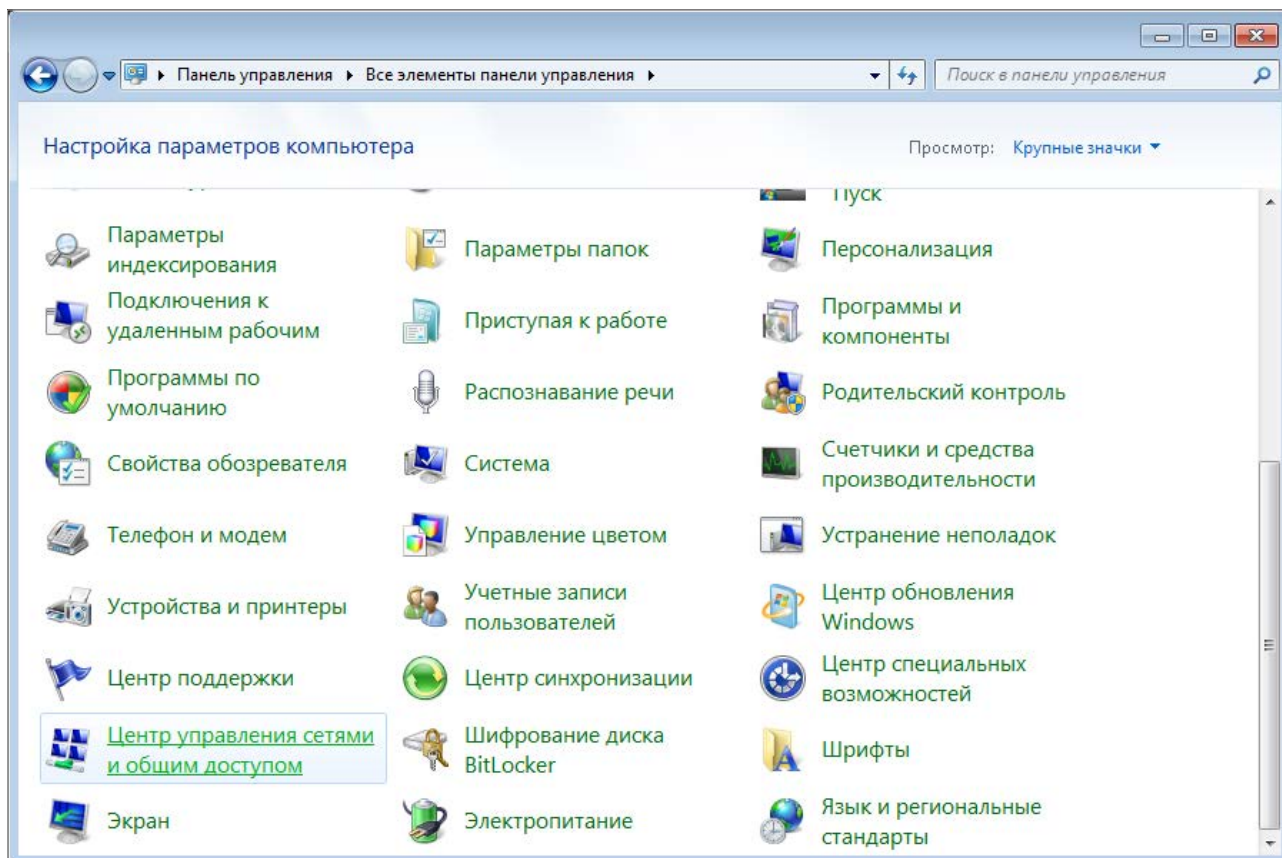 Панель управления ▸ Все элементы панели управления ▸
Поиск в панели управления
Настройка параметров компьютера
Просмотр: Крупные значки
Пуск
Параметры
индексирования
Параметры папок
Персонализация
Подключения к
удаленным рабочим
Приступая к работе
Программы и
компоненты
Программы по
умолчанию
Распознавание речи
Родительский контроль
Свойства обозревателя
Система
Счетчики и средства
производительности
Телефон и модем
Управление цветом
Устранение неполадок
Устройства и принтеры
Учетные записи
пользователей
Центр обновления
Windows
Центр поддержки
Центр синхронизации
Центр специальных
возможностей
Центр управления сетями
и общим доступом
Шифрование диска
BitLocker
Шрифты
Экран
Электропитание
Язык и региональные
стандарты